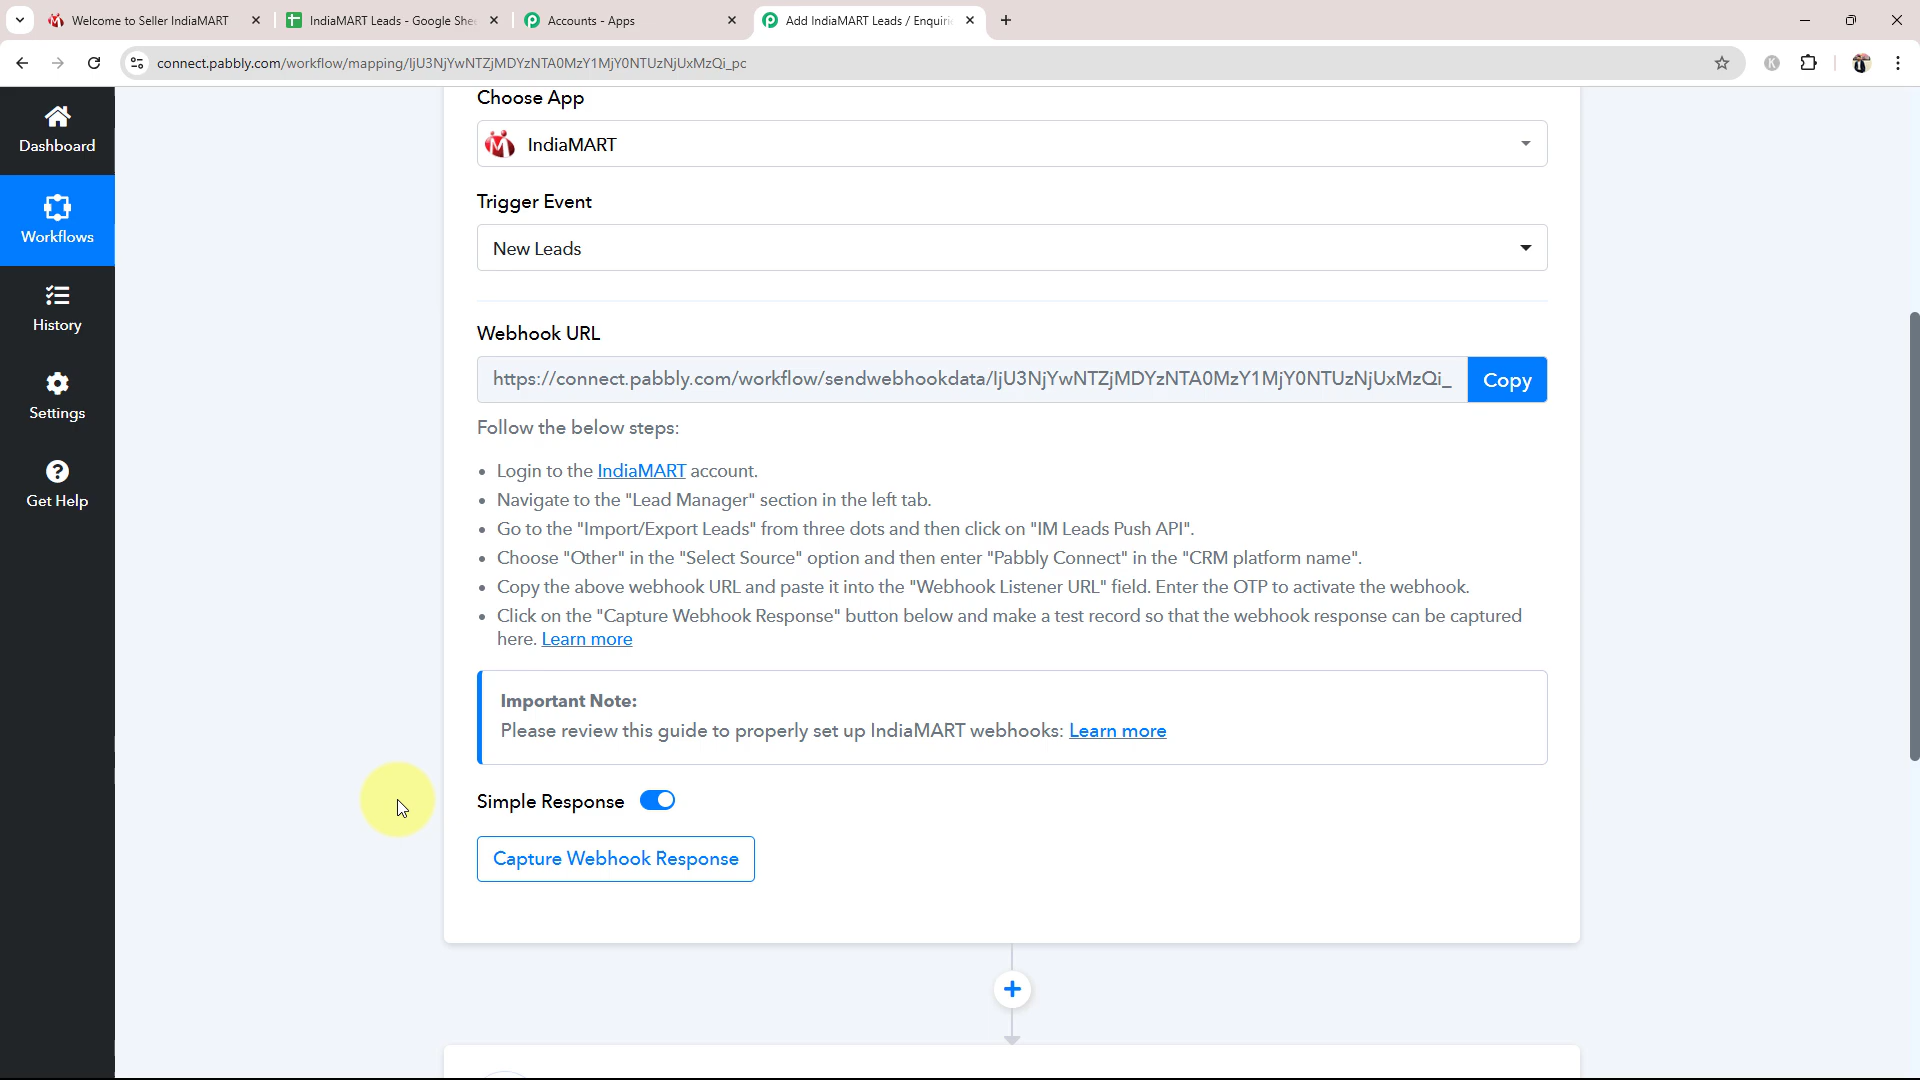 Welcome to Seller IndiaMART
IndiaMART Leads - Google She
Accounts - Apps
Add IndiaMART Leads / Enquirie
connect.pabbly.com/workflow/mapping/IjU3NjYwNTZjMDYzNTA0MzY1MjY0NTUzNjUxMzQi_pc
K
Dashboard
Workflows
History
Settings
Get Help
Choose App
IndiaMART
Trigger Event
New Leads
Webhook URL
https://connect.pabbly.com/workflow/sendwebhookdata/IjU3NjYwNTZjMDYzNTA0MzY1MjY0NTUzNjUxMzQi_
Copy
Follow the below steps:
• Login to the IndiaMART account.
• Navigate to the "Lead Manager" section in the left tab.
• Go to the "Import/Export Leads" from three dots and then click on "IM Leads Push API".
• Choose "Other" in the "Select Source" option and then enter "Pabbly Connect" in the "CRM platform name".
• Copy the above webhook URL and paste it into the "Webhook Listener URL" field. Enter the OTP to activate the webhook.
• Click on the "Capture Webhook Response" button below and make a test record so that the webhook response can be captured
here. Learn more
Important Note:
Please review this guide to properly set up IndiaMART webhooks: Learn more
Simple Response
Capture Webhook Response